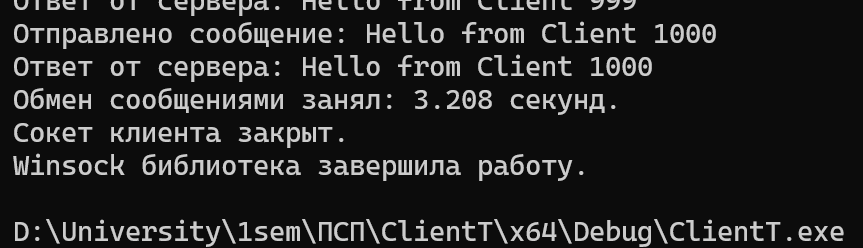 Ответ от сервера: Hello from Client 999
Отправлено сообщение: Hello from Client 1000
Ответ от сервера: Hello from Client 1000
Обмен сообщениями занял: 3.208 секунд.
Сокет клиента закрыт.
Winsock библиотека завершила работу.
D:\University\1sem\ПСП\ClientT\x64\Debug\ClientT.exe